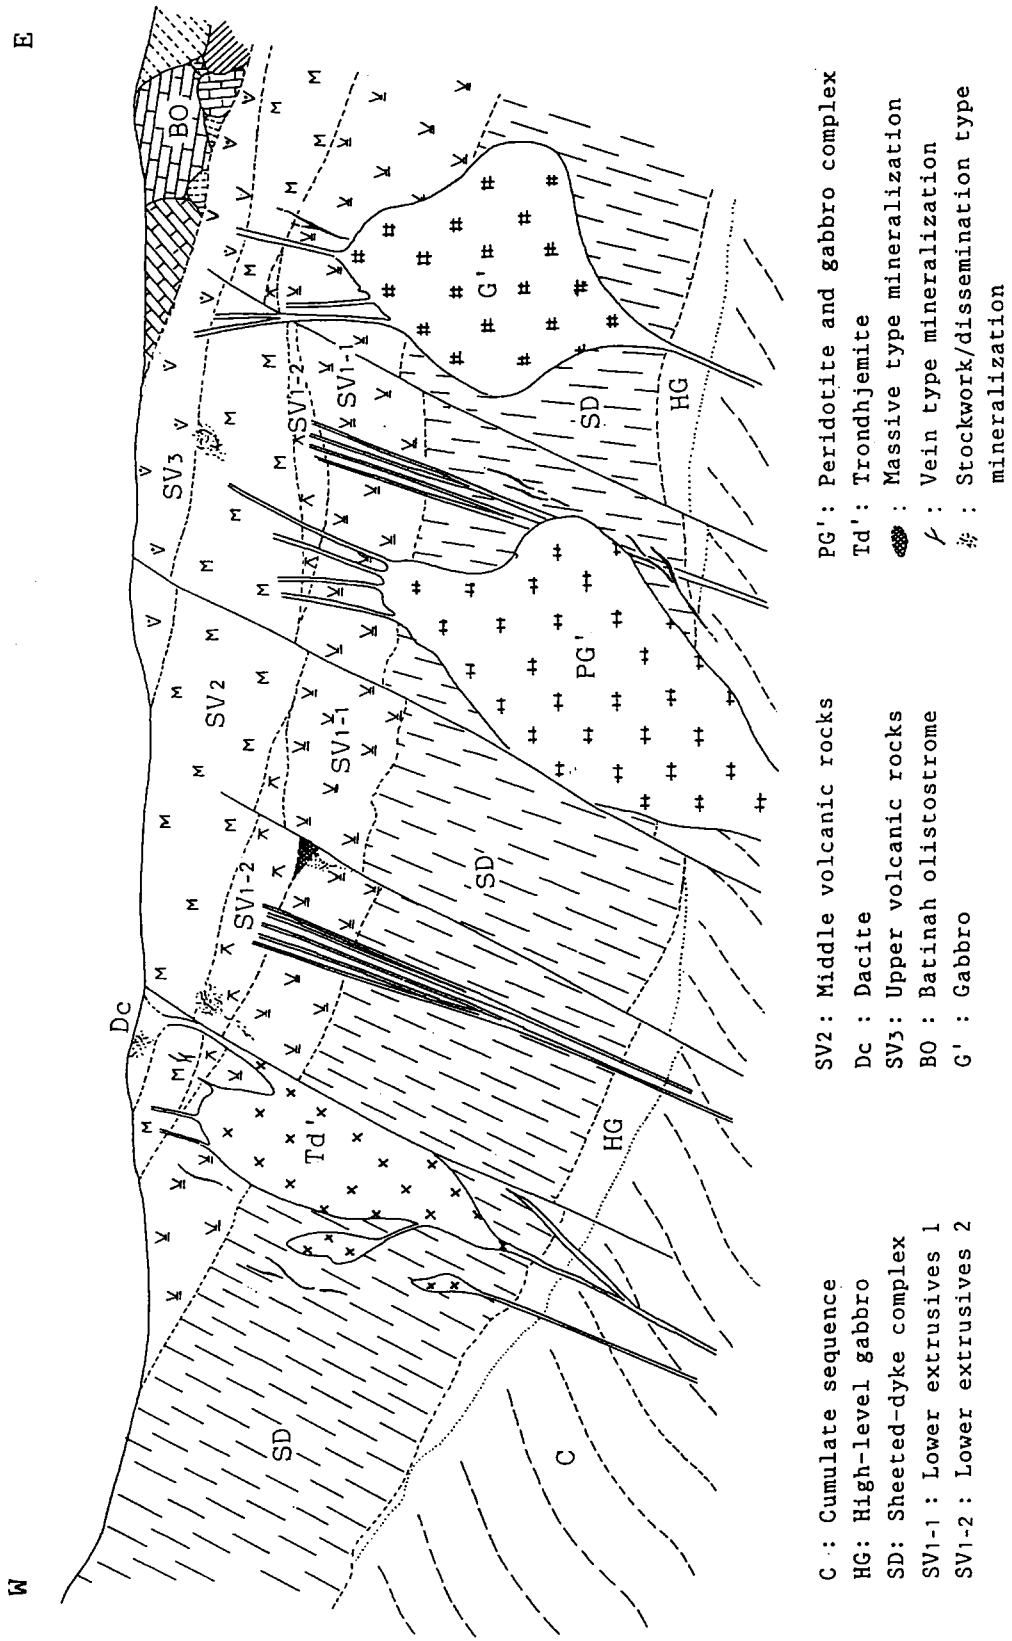 W
E
Dc
BO
SV3
SV2
SV1-2
SV1-2
SV1-1
SV1-1
Td'
G'
PG'
SD
SD
SD
HG
HG
C
C : Cumulate sequence
HG: High-level gabbro
SD: Sheeted-dyke complex
SV1-1 : Lower extrusives 1
SV1-2 : Lower extrusives 2
SV2: Middle volcanic rocks
Dc : Dacite
SV3: Upper volcanic rocks
BO : Batinah olistostrome
G' : Gabbro
PG': Peridotite and gabbro complex
Td': Trondhjemite
: Massive type mineralization
: Vein type mineralization
: Stockwork/dissemination type
mineralization